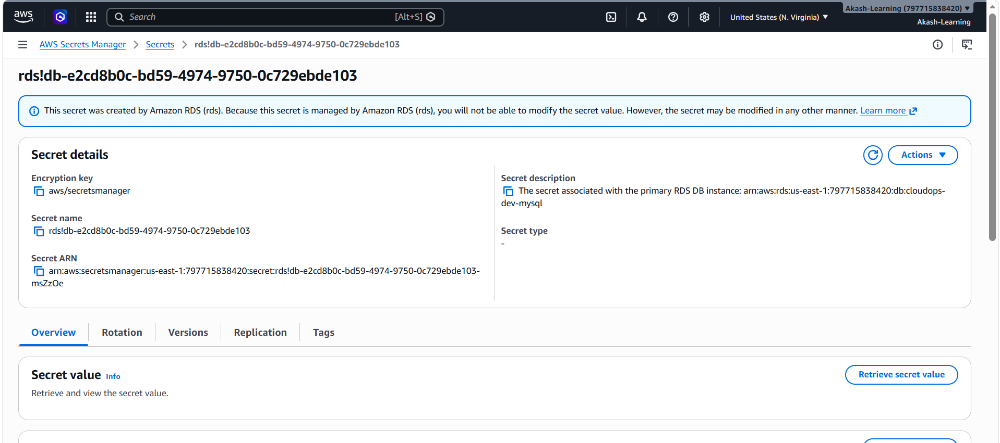 aws
Search
[Alt+S]
United States (N. Virginia)
Akash-Learning (797715838420)
Akash-Learning
AWS Secrets Manager
Secrets
rds!db-e2cd8b0c-bd59-4974-9750-0c729ebde103
rds!db-e2cd8b0c-bd59-4974-9750-0c729ebde103
This secret was created by Amazon RDS (rds). Because this secret is managed by Amazon RDS (rds), you will not be able to modify the secret value. However, the secret may be modified in any other manner. Learn more
Secret details
Actions
Encryption key
aws/secretsmanager
Secret name
rds!db-e2cd8b0c-bd59-4974-9750-0c729ebde103
Secret ARN
arn:aws:secretsmanager:us-east-1:797715838420:secret:rds!db-e2cd8b0c-bd59-4974-9750-0c729ebde103-
msZzOe
Secret description
The secret associated with the primary RDS DB instance: arn:aws:rds:us-east-1:797715838420:db:cloudops-
dev-mysql
Secret type
-
Overview
Rotation
Versions
Replication
Tags
Secret value Info
Retrieve secret value
Retrieve and view the secret value.